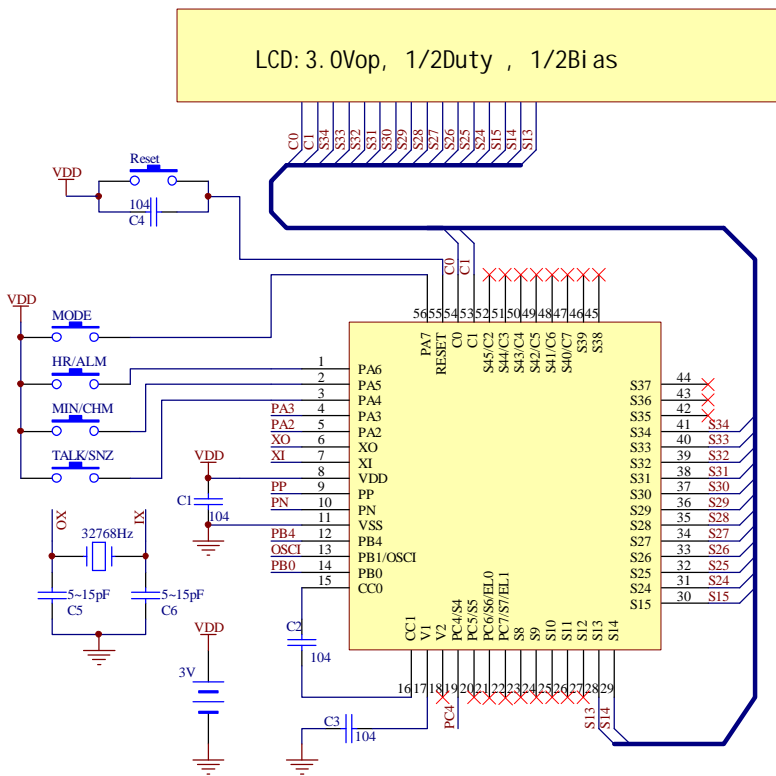 LCD:3.0Vop, 1/2Duty , 1/2Bias
C0 C1 S34 S33 S32 S31 S30 S29 S28 S27 S26 S25 S24 S15 S14 S13
Reset
VDD
104
C4
C0 C1
VDD
MODE
HR/ALM
MIN/CHM
TALK/SNZ
56 55 54 53 52 51 50 49 48 47 46 45
PA7 RESET C0 C1 S45/C2 S44/C3 S43/C4 S42/C5 S41/C6 S40/C7 S39 S38
1 PA6
2 PA5
3 PA4
PA3 4 PA3
PA2 5 PA2
XO 6 XO
XI 7 XI
VDD
8 VDD
PP 9 PP
PN 10 PN
11 VSS
PB4 12 PB4
OSCI 13 PB1/OSCI
PB0 14 PB0
15 CC0
C1
104
S37 44
S36 43
S35 42
S34 41 S34
S33 40 S33
S32 39 S32
S31 38 S31
S30 37 S30
S29 36 S29
S28 35 S28
S27 34 S27
S26 33 S26
S25 32 S25
S24 31 S24
S15 30 S15
OX XI
32768Hz
5~15pF
C5
5~15pF
C6
C2
104
CC1 V1 V2 PC4/S4 PC5/S5 PC6/S6/EL0 PC7/S7/EL1 S8 S9 S10 S11 S12 S13 S14
16 17 18 19 20 21 22 23 24 25 26 27 28 29
PC4
S13 S14
VDD
3V
C3
104